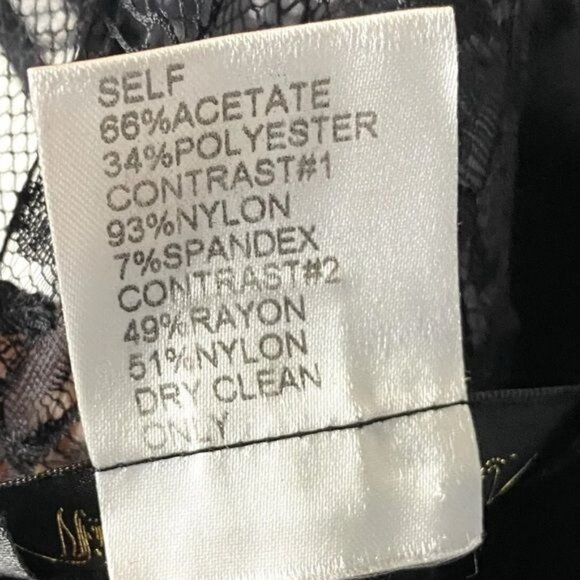 SELF
66%ACETATE
34%POLYESTER
CONTRAST#1
93%NYLON
7%SPANDEX
CONTRAST#2
49%RAYON
51%NYLON
DRY CLEAN
ONLY